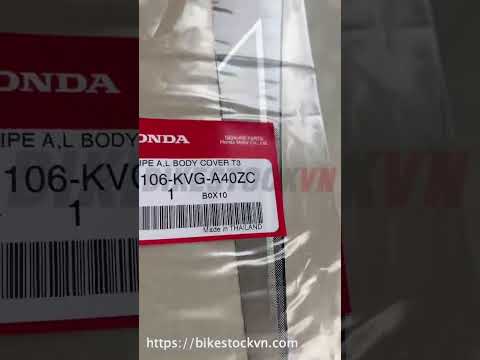 HONDA
GENUINE PARTS
Honda Motor Co., Ltd.
IPE A,L BODY COVER T3
106-KVG-A40ZC
1
B0X10
Made in THAILAND
BIKESTOCKVN
https://bikestockvn.com
ONDA
IPE A,L BODY
106-KVG
1